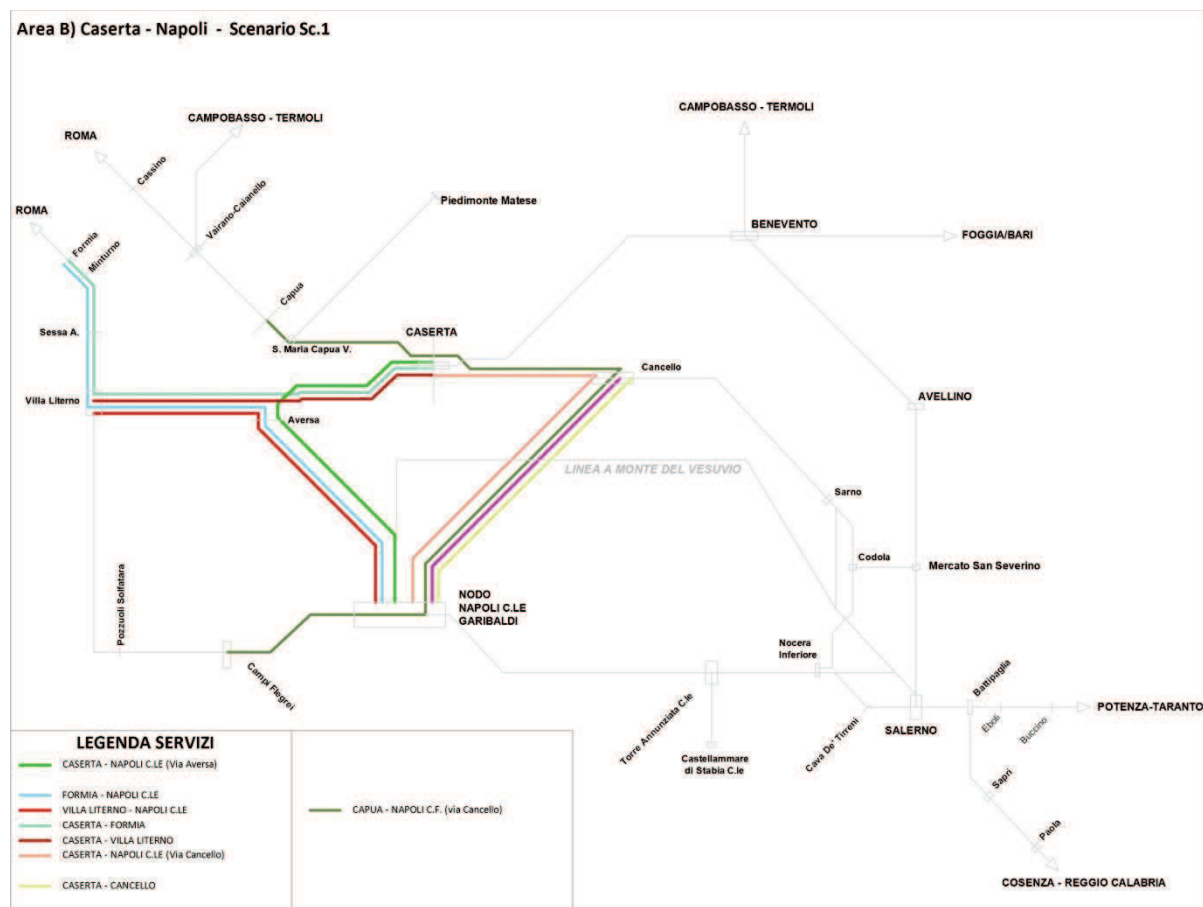 Area B) Caserta - Napoli - Scenario Sc.1
CAMPOBASSO - TERMOLI
CAMPOBASSO - TERMOLI
ROMA
Cassino
Vairano-Caianello
Piedimonte Matese
ROMA
Formia
Minturno
BENEVENTO
FOGGIA/BARI
Capua
Sessa A.
S. Maria Capua V.
CASERTA
Cancello
Villa Literno
Aversa
AVELLINO
LINEA A MONTE DEL VESUVIO
Sarno
Codola
Mercato San Severino
NODO
NAPOLI C.LE
GARIBALDI
Pozzuoli Solfatara
Campi Flegrei
Nocera
Inferiore
Torre Annunziata C.le
Castellammare
di Stabia C.le
Cava De' Tirreni
SALERNO
Battipaglia
Eboli
Buccino
POTENZA-TARANTO
Sapri
Paola
COSENZA - REGGIO CALABRIA
LEGENDA SERVIZI
CASERTA - NAPOLI C.LE (Via Aversa)
FORMIA - NAPOLI C.LE
VILLA LITERNO - NAPOLI C.LE
CASERTA - FORMIA
CASERTA - VILLA LITERNO
CASERTA - NAPOLI C.LE (Via Cancello)
CASERTA - CANCELLO
CAPUA - NAPOLI C.F. (via Cancello)